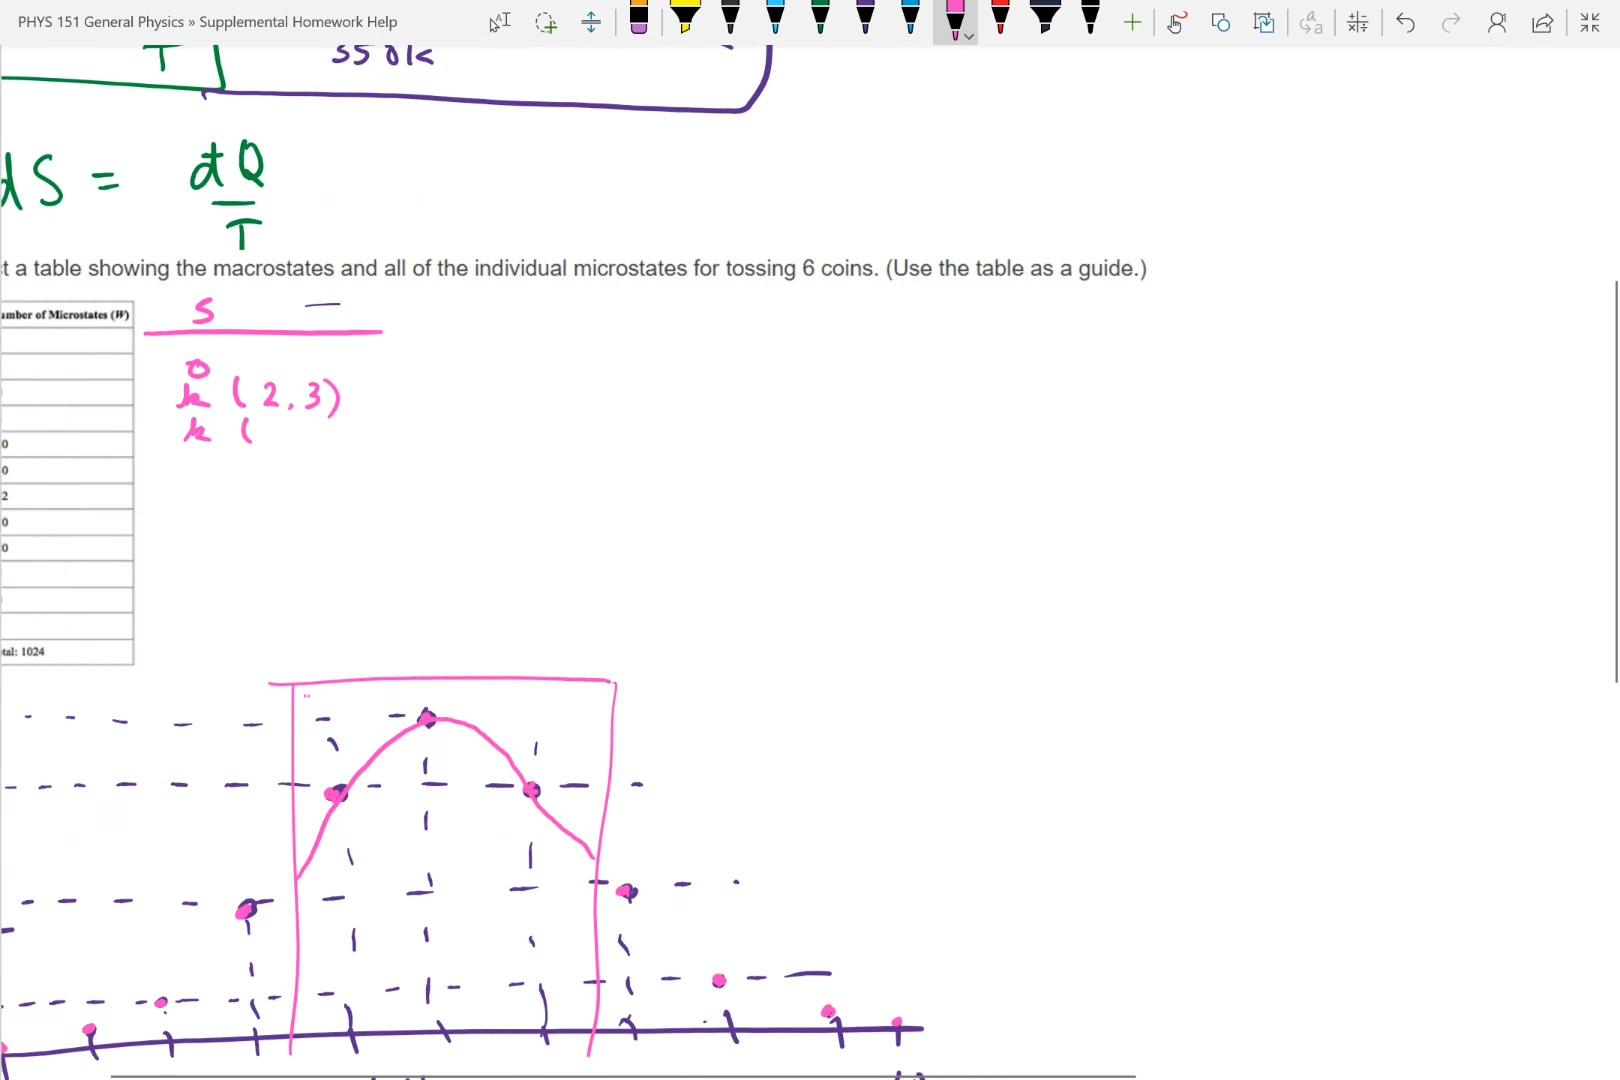 PHYS 151 General Physics » Supplemental Homework Help
T 350K
dS = dQ
T
t a table showing the macrostates and all of the individual microstates for tossing 6 coins. (Use the table as a guide.)
umber of Microstates (W)
S —
0
k (2,3)
k (
0
0
2
0
0
tal: 1024